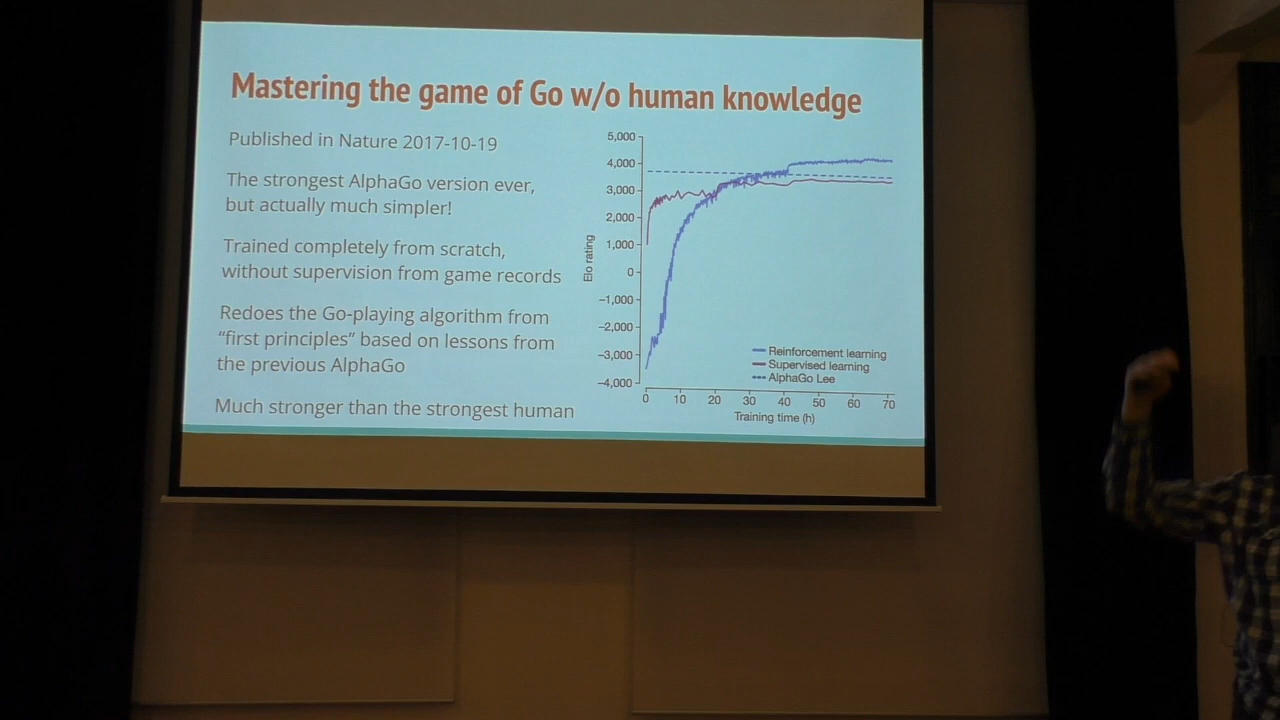 Mastering the game of Go w/o human knowledge
Published in Nature 2017-10-19
The strongest AlphaGo version ever,
but actually much simpler!
Trained completely from scratch,
without supervision from game records
Redoes the Go-playing algorithm from
“first principles” based on lessons from
the previous AlphaGo
Much stronger than the strongest human
5,000
4,000
3,000
2,000
1,000
0
–1,000
–2,000
–3,000
–4,000
Elo rating
Reinforcement learning
Supervised learning
AlphaGo Lee
0 10 20 30 40 50 60 70
Training time (h)